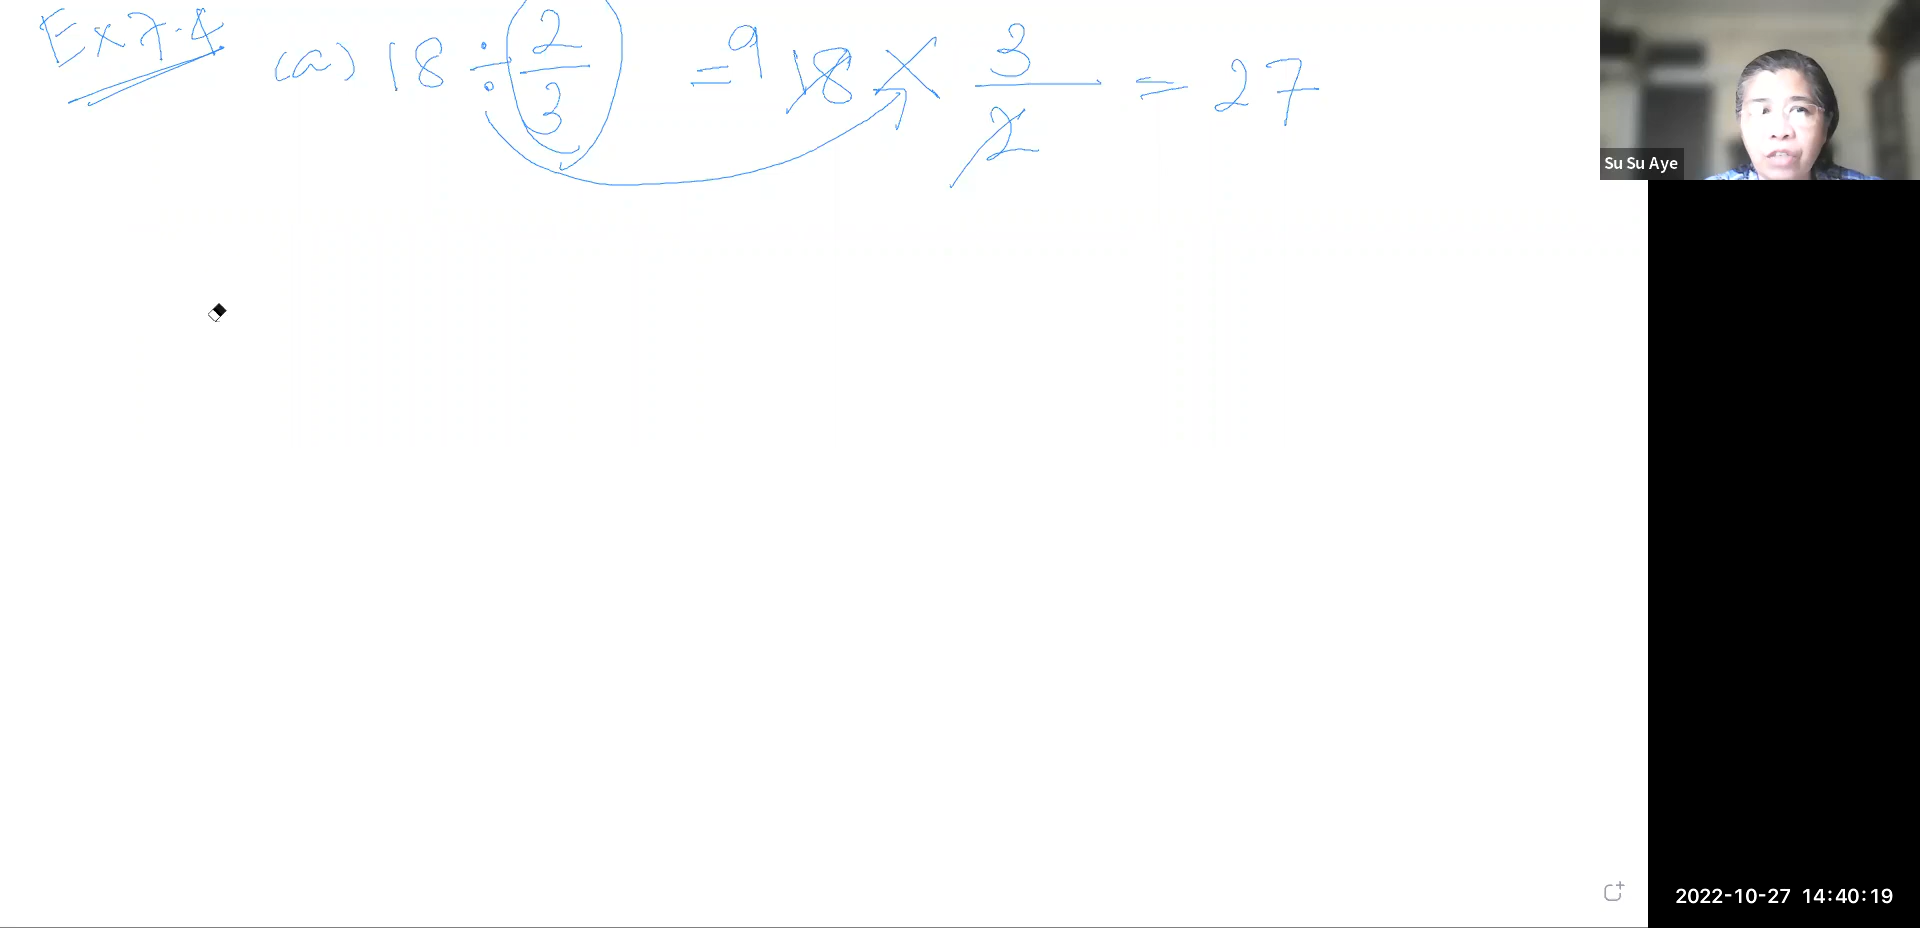 Ex 7.4 (a) 18 ÷ 2/3 = 9 18 × 3/2 = 27
Su Su Aye
2022-10-27 14:40:19